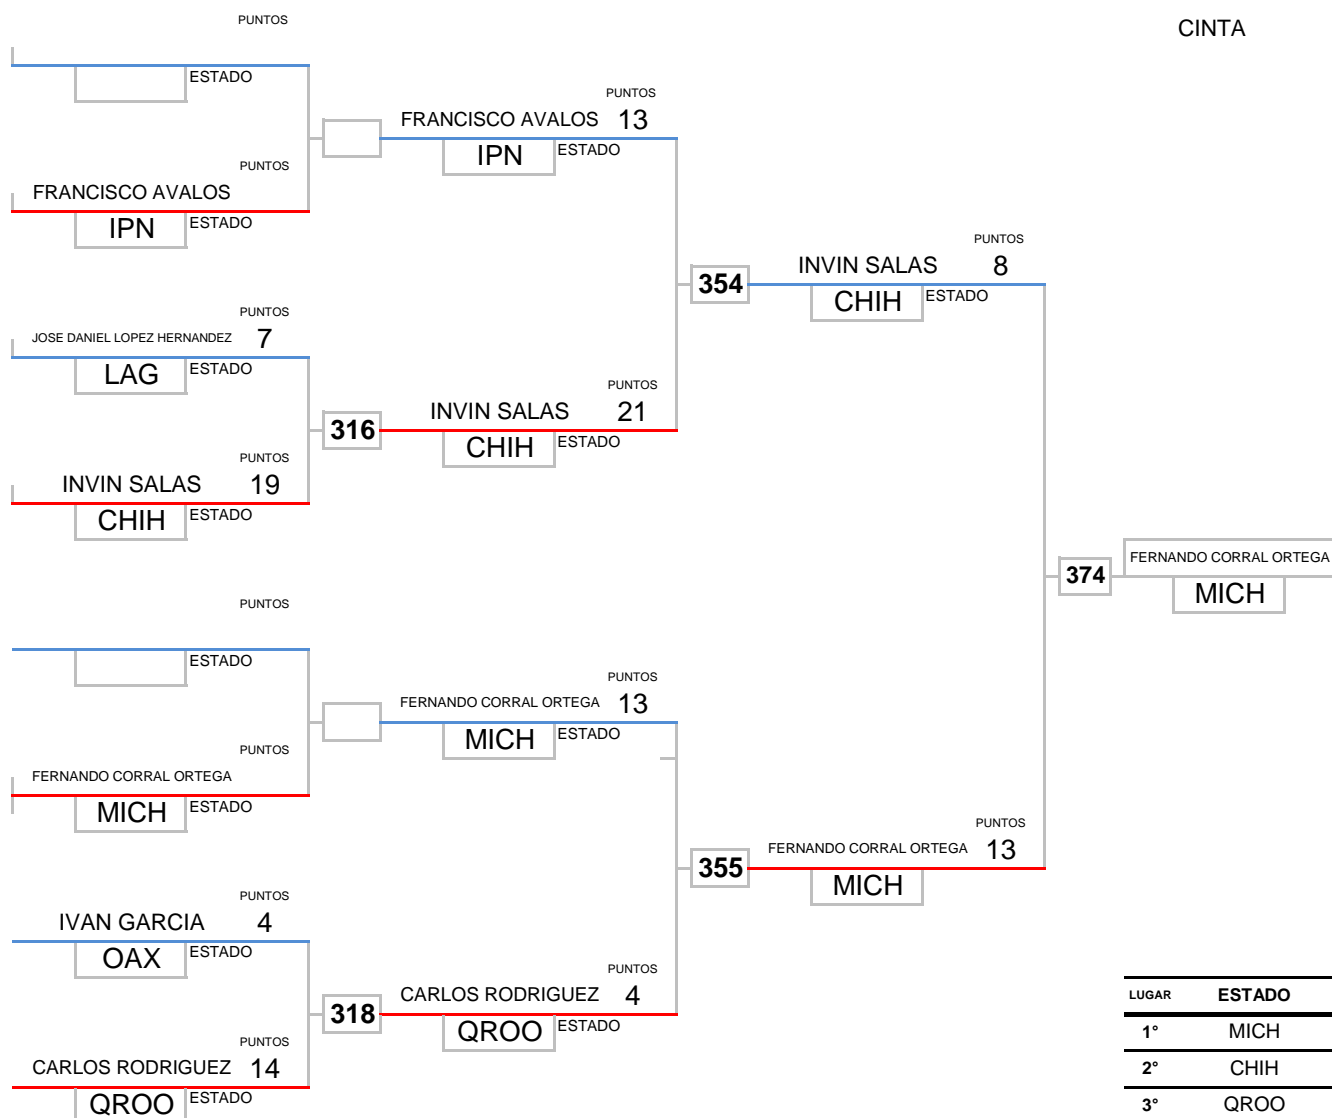 PUNTOS
CINTA
ESTADO
PUNTOS
FRANCISCO AVALOS 13
IPN ESTADO
PUNTOS
FRANCISCO AVALOS
IPN ESTADO
PUNTOS
INVIN SALAS 8
354
CHIH ESTADO
PUNTOS
JOSE DANIEL LOPEZ HERNANDEZ 7
LAG ESTADO
PUNTOS
INVIN SALAS 21
316
CHIH ESTADO
PUNTOS
INVIN SALAS 19
CHIH ESTADO
FERNANDO CORRAL ORTEGA
374
MICH
PUNTOS
ESTADO
PUNTOS
FERNANDO CORRAL ORTEGA 13
MICH ESTADO
PUNTOS
FERNANDO CORRAL ORTEGA
MICH ESTADO
PUNTOS
FERNANDO CORRAL ORTEGA 13
355
MICH
PUNTOS
IVAN GARCIA 4
OAX ESTADO
PUNTOS
CARLOS RODRIGUEZ 4
318
QROO ESTADO
PUNTOS
CARLOS RODRIGUEZ 14
QROO ESTADO
LUGAR ESTADO
1° MICH
2° CHIH
3° QROO